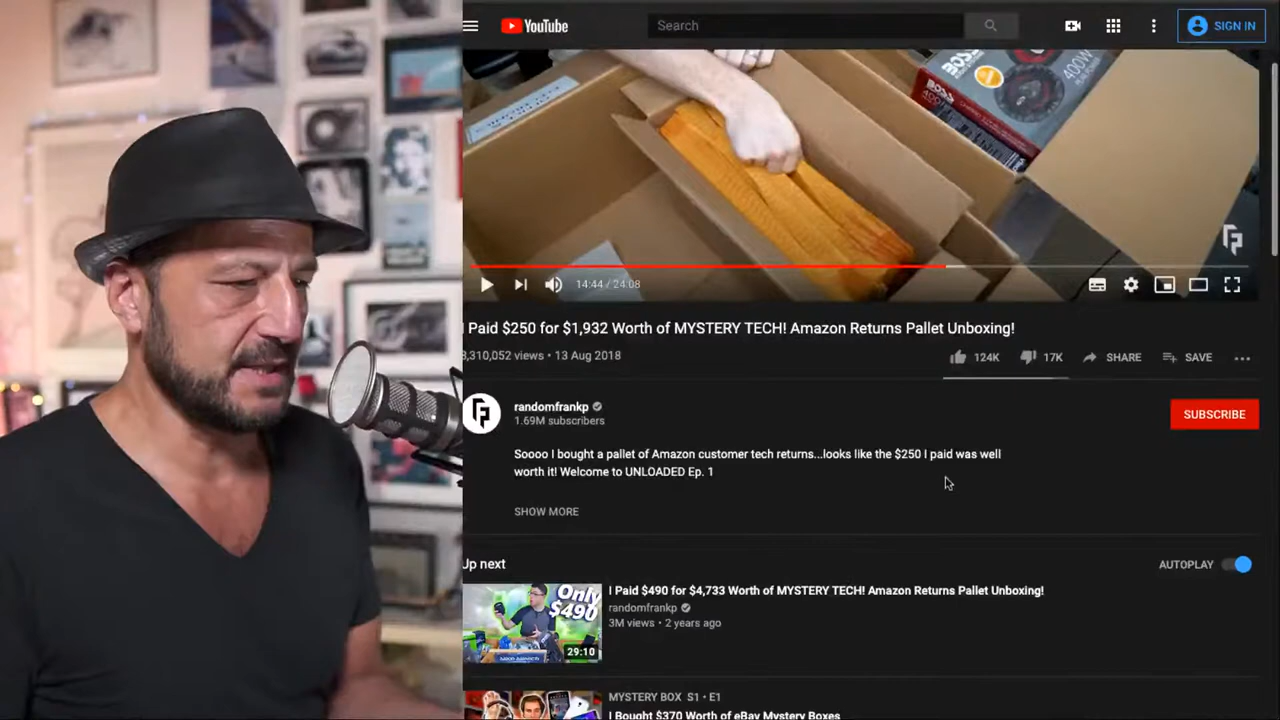 YouTube
Search
SIGN IN
BOSS
400W
14:44 / 24:08
I Paid $250 for $1,932 Worth of MYSTERY TECH! Amazon Returns Pallet Unboxing!
3,310,052 views • 13 Aug 2018
124K
17K
SHARE
SAVE
randomfrankp
1.69M subscribers
SUBSCRIBE
Soooo I bought a pallet of Amazon customer tech returns...looks like the $250 I paid was well
worth it! Welcome to UNLOADED Ep. 1
SHOW MORE
Up next
AUTOPLAY
Only
$490
29:10
I Paid $490 for $4,733 Worth of MYSTERY TECH! Amazon Returns Pallet Unboxing!
randomfrankp
3M views • 2 years ago
MYSTERY BOX S1 • E1
I Bought $370 Worth of eBay Mystery Boxes